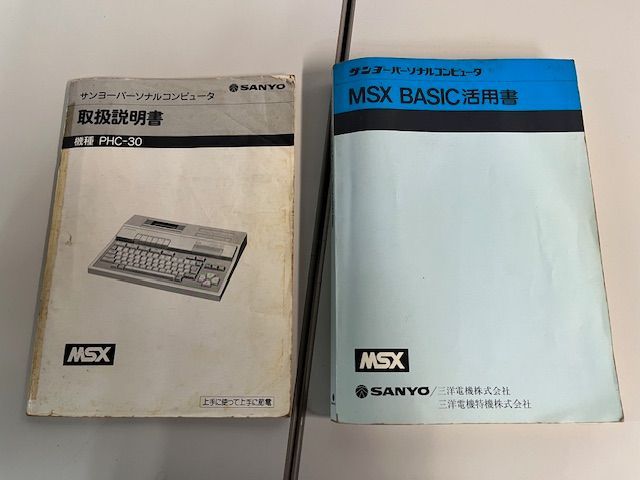 SANYO
サンヨーパーソナルコンピュータ
取扱説明書
機種 PHC-30
MSX
上手に使って上手に節電
サンヨーパーソナルコンピュータ
MSX BASIC活用書
MSX
SANYO/三洋電機株式会社
三洋電機特機株式会社